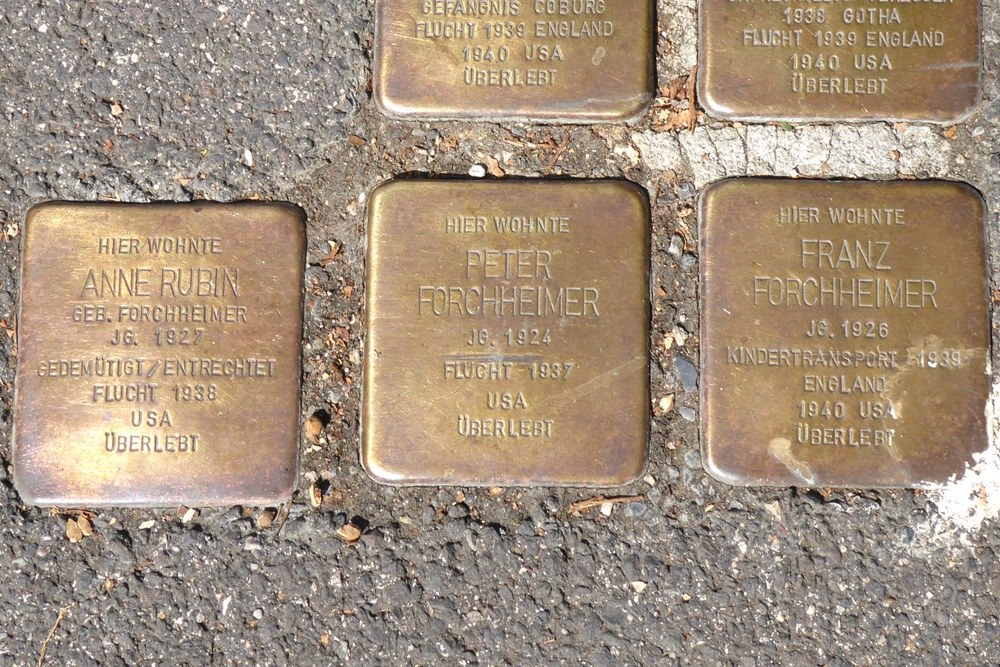 GEFÄNGNIS COBURG
FLUCHT 1939 ENGLAND
1940 USA
ÜBERLEBT
1938 GOTHA
FLUCHT 1939 ENGLAND
1940 USA
ÜBERLEBT
HIER WOHNTE
ANNE RUBIN
GEB. FORCHHEIMER
JG. 1927
GEDEMÜTIGT/ENTRECHTET
FLUCHT 1938
USA
ÜBERLEBT
HIER WOHNTE
PETER
FORCHHEIMER
JG. 1924
FLUCHT 1937
USA
ÜBERLEBT
HIER WOHNTE
FRANZ
FORCHHEIMER
JG. 1926
KINDERTRANSPORT 1939
ENGLAND
1940 USA
ÜBERLEBT